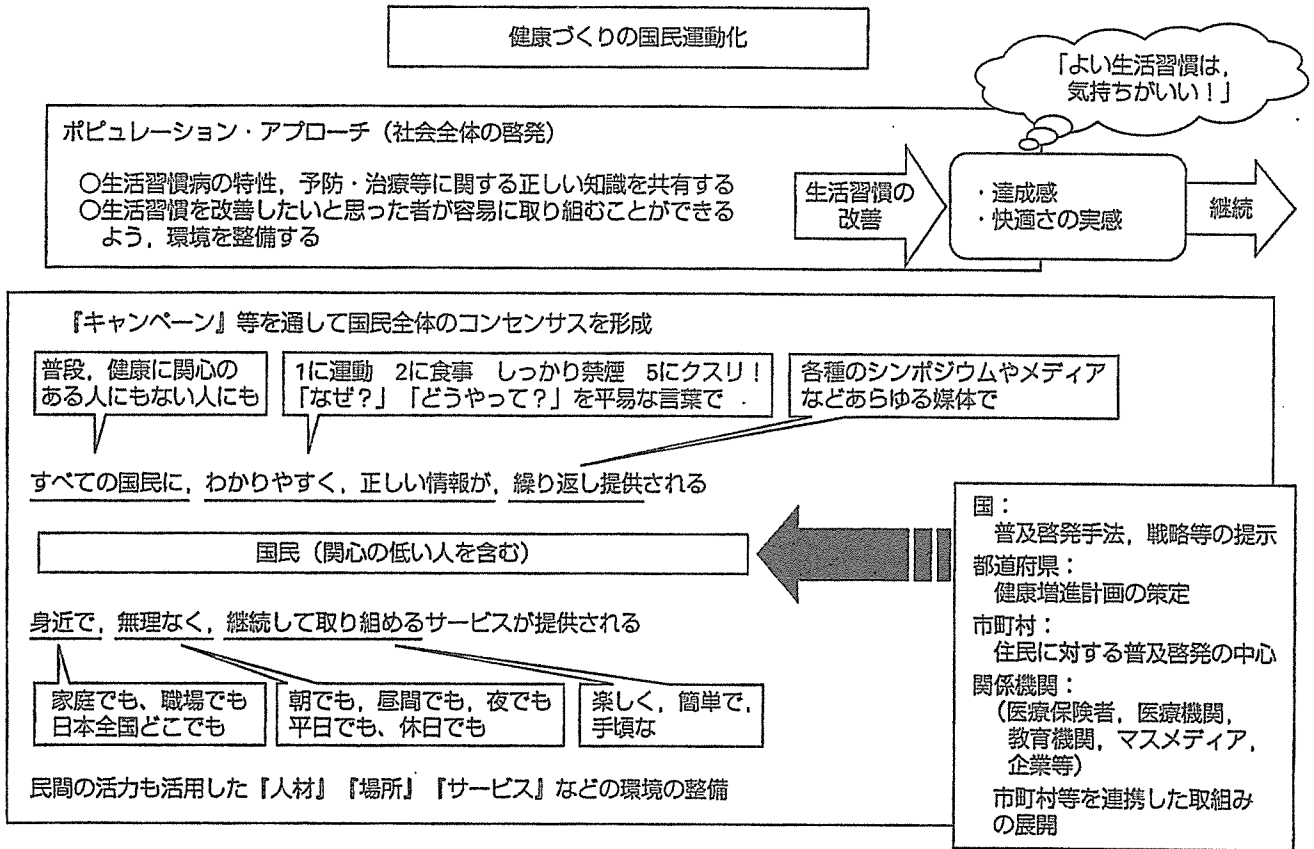 健康づくりの国民運動化
「よい生活習慣は，
気持ちがいい！」
ポピュレーション・アプローチ（社会全体の啓発）
○生活習慣病の特性，予防・治療等に関する正しい知識を共有する
○生活習慣を改善したいと思った者が容易に取り組むことができる
よう，環境を整備する
生活習慣の
改善
・達成感
・快適さの実感
継続
『キャンペーン』等を通して国民全体のコンセンサスを形成
普段，健康に関心の
ある人にもない人にも
1に運動 2に食事 しっかり禁煙 5にクスリ！
「なぜ？」「どうやって？」を平易な言葉で
各種のシンポジウムやメディア
などあらゆる媒体で
すべての国民に，わかりやすく，正しい情報が，繰り返し提供される
国民（関心の低い人を含む）
身近で，無理なく，継続して取り組めるサービスが提供される
家庭でも、職場でも
日本全国どこでも
朝でも，昼間でも，夜でも
平日でも、休日でも
楽しく，簡単で，
手頃な
民間の活力も活用した『人材』『場所』『サービス』などの環境の整備
国：
普及啓発手法，戦略等の提示
都道府県：
健康増進計画の策定
市町村：
住民に対する普及啓発の中心
関係機関：
（医療保険者，医療機関，
教育機関，マスメディア，
企業等）
市町村等を連携した取組み
の展開